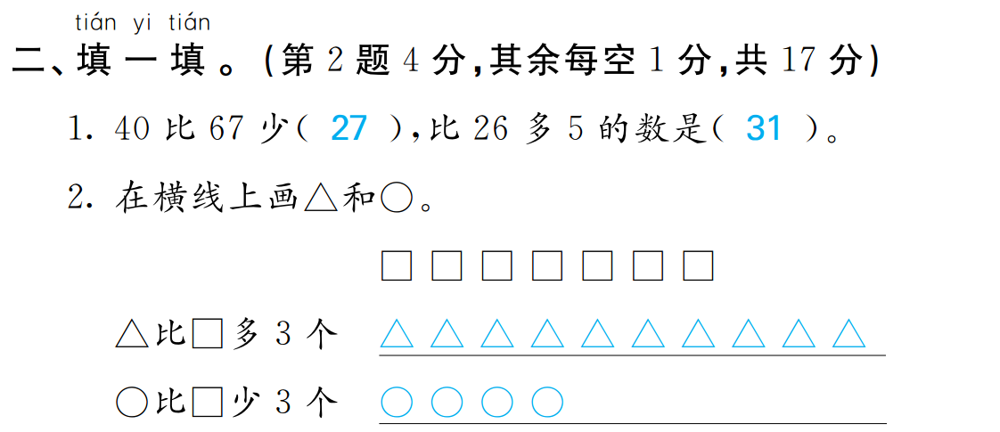 tián yi tián
二、填一填。(第2题4分,其余每空1分,共17分)
1. 40比67少( 27 ),比26多5的数是( 31 )。
2. 在横线上画△和○。
□ □ □ □ □ □ □
△比□多3个 △ △ △ △ △ △ △ △ △ △
○比□少3个 ○ ○ ○ ○